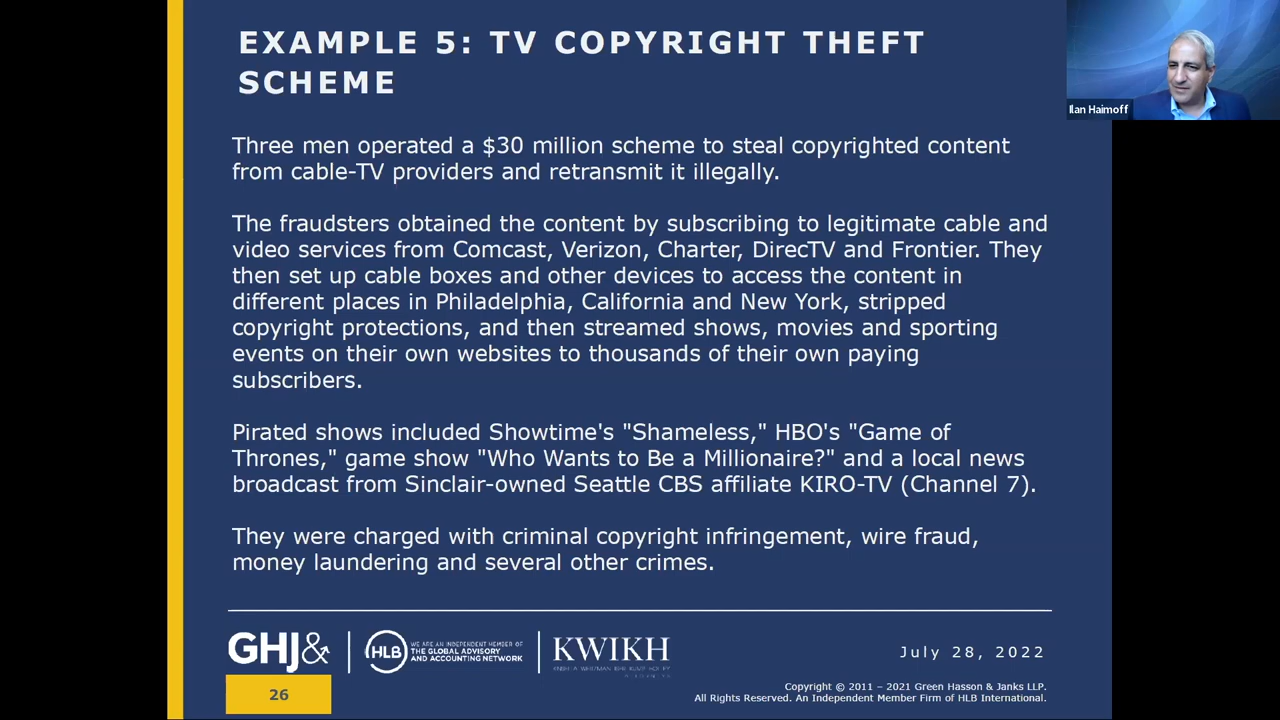 EXAMPLE 5: TV COPYRIGHT THEFT
SCHEME
Ilan Haimoff
Three men operated a $30 million scheme to steal copyrighted content
from cable-TV providers and retransmit it illegally.
The fraudsters obtained the content by subscribing to legitimate cable and
video services from Comcast, Verizon, Charter, DirecTV and Frontier. They
then set up cable boxes and other devices to access the content in
different places in Philadelphia, California and New York, stripped
copyright protections, and then streamed shows, movies and sporting
events on their own websites to thousands of their own paying
subscribers.
Pirated shows included Showtime's "Shameless," HBO's "Game of
Thrones," game show "Who Wants to Be a Millionaire?" and a local news
broadcast from Sinclair-owned Seattle CBS affiliate KIRO-TV (Channel 7).
They were charged with criminal copyright infringement, wire fraud,
money laundering and several other crimes.
GHJ&
HLB
WE ARE AN INDEPENDENT MEMBER OF
THE GLOBAL ADVISORY
AND ACCOUNTING NETWORK
KWIKH
July 28, 2022
26
Copyright © 2011 – 2021 Green Hasson & Janks LLP.
All Rights Reserved. An Independent Member Firm of HLB International.